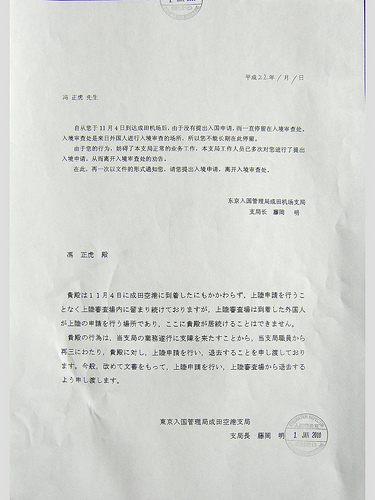 平成22年1月1日
冯 正虎 先生
自从您于11月4日到达成田机场后，由于没有提出入国申请，而一直停留在入境审查处。
入境审查处是来日外国人进行入境审查的场所，所以您不能长期在此停留。
由于您的行为，妨碍了本支局正常的业务工作，本支局工作人员已多次对您进行了提出
入境申请，从而离开入境审查处的劝告。
在此，再一次以文件的形式通知您，请您提出入境申请，离开入境审查处。
东京入国管理局成田机场支局
支局长 藤岡 明
馮 正虎 殿
貴殿は11月4日に成田空港に到着したにもかかわらず，上陸申請を行うこ
となく上陸審査場内に留まり続けておりますが，上陸審査場は到着した外国人
が上陸の申請を行う場所であり，ここに貴殿が居続けることはできません。
貴殿の行為は，当支局の業務遂行に支障を来たすことから，当支局職員から
再三にわたり，貴殿に対し，上陸申請を行い，退去することを申し渡しており
ます。今般，改めて文書をもって，上陸申請を行い，上陸審査場から退去する
よう申し渡します。
東京入国管理局成田空港支局
支局長 藤岡 明
1 JAN 2010